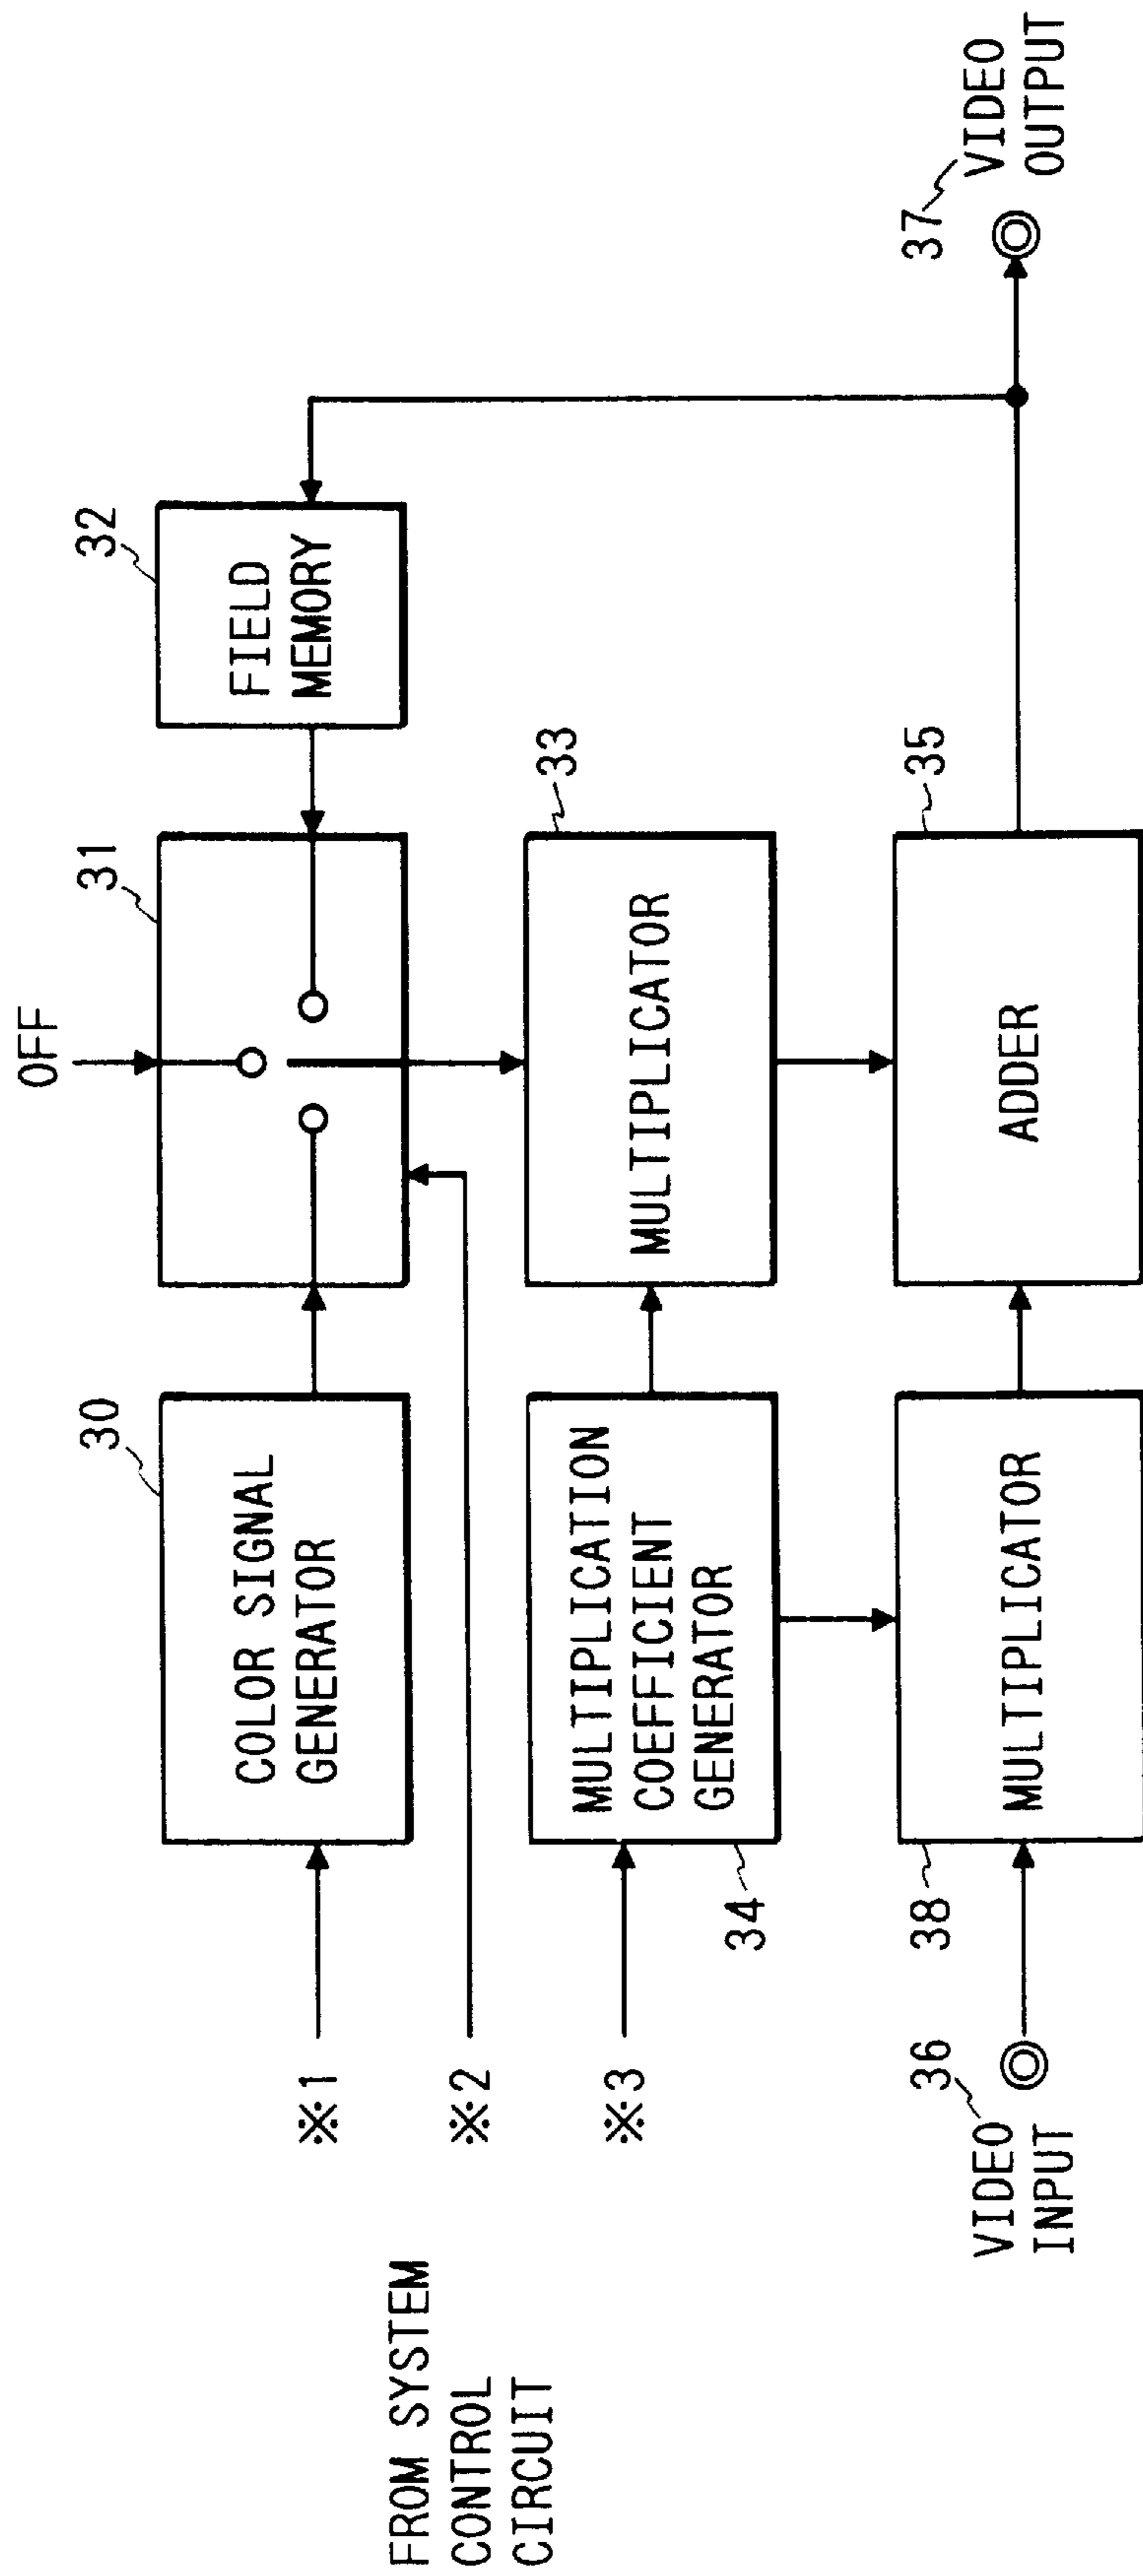 OFF
30
31
32
COLOR SIGNAL
GENERATOR
FIELD
MEMORY
※1
※2
FROM SYSTEM
CONTROL
CIRCUIT
※3
MULTIPLICATION
COEFFICIENT
GENERATOR
34
MULTIPLICATOR
33
36
VIDEO
INPUT
38
MULTIPLICATOR
ADDER
35
37
VIDEO
OUTPUT